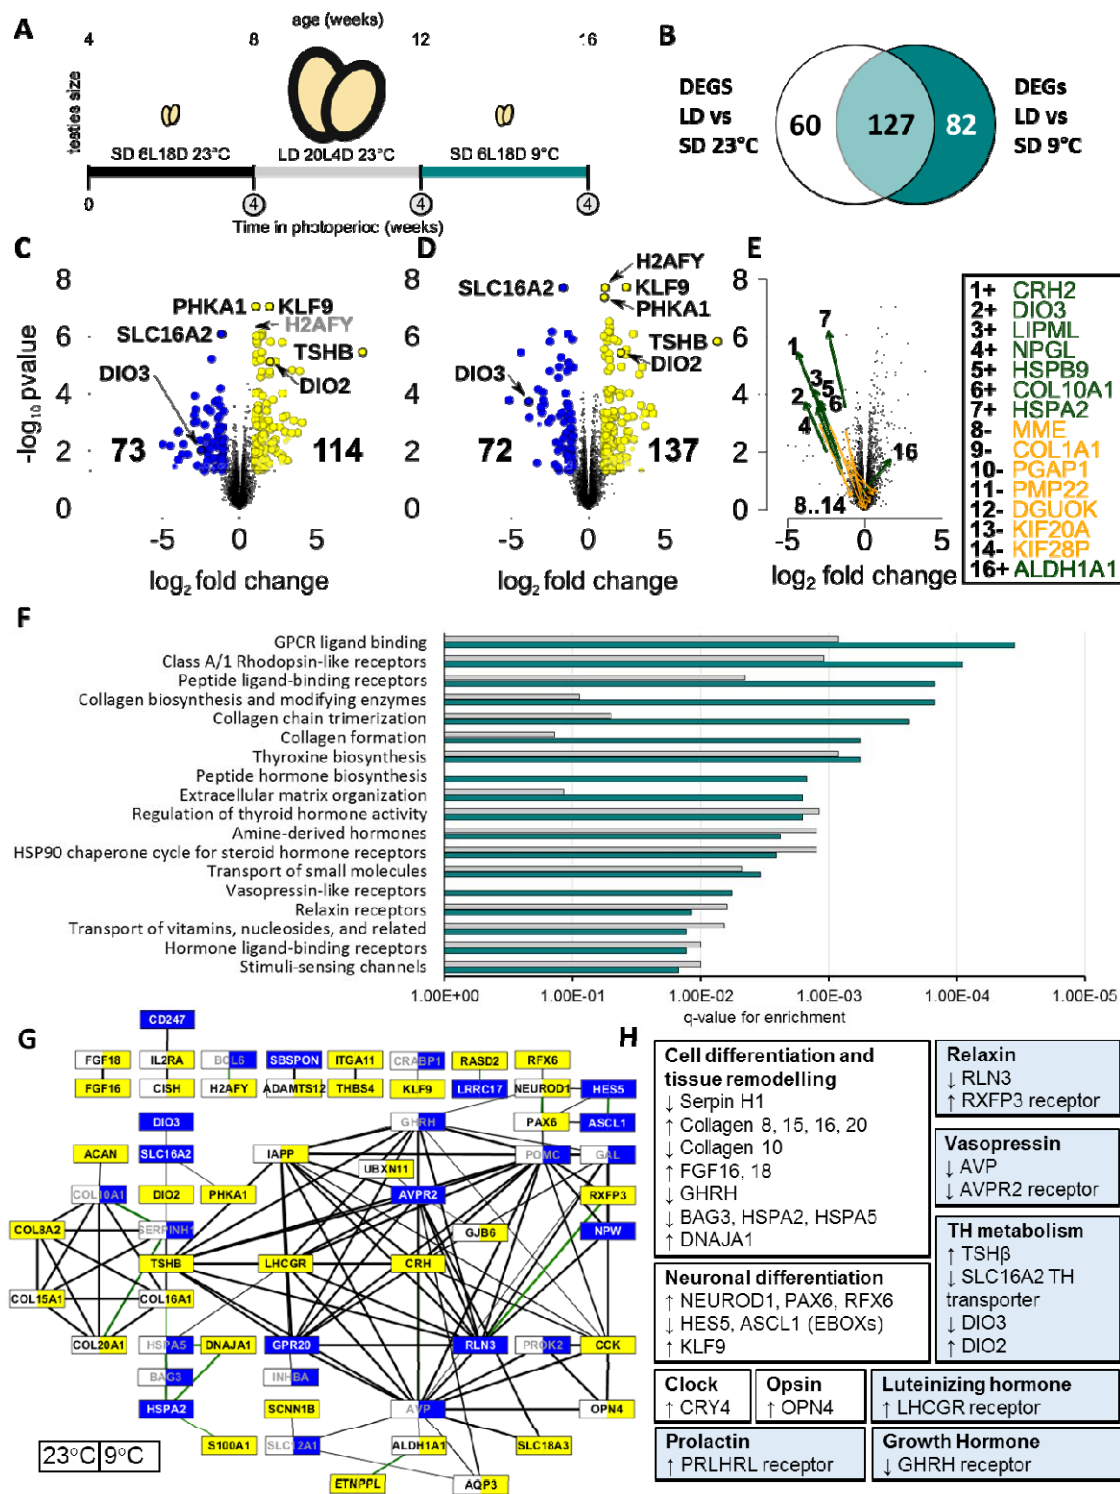 A
age (weeks)
4 8 12 16
testies size
SD 6L18D 23°C
LD 20L4D 23°C
SD 6L18D 9°C
0 4 4 4
Time in photoperiod (weeks)
B
DEGS
LD vs
SD 23°C
60 127 82
DEGs
LD vs
SD 9°C
C
-log10 pvalue
8
6
4
2
0
PHKA1 KLF9
H2AFY
SLC16A2
TSHB
DIO3
DIO2
73 114
-5 0 5
log2 fold change
D
8
6
4
2
0
H2AFY
SLC16A2
KLF9
PHKA1
TSHB
DIO3
DIO2
72 137
-5 0 5
log2 fold change
E
8
6
4
2
0
7
1
3
5
2
6
4
16
8..14
-5 0 5
log2 fold change
1+ CRH2
2+ DIO3
3+ LIPML
4+ NPGL
5+ HSPB9
6+ COL10A1
7+ HSPA2
8- MME
9- COL1A1
10- PGAP1
11- PMP22
12- DGUOK
13- KIF20A
14- KIF28P
16+ ALDH1A1
F
GPCR ligand binding
Class A/1 Rhodopsin-like receptors
Peptide ligand-binding receptors
Collagen biosynthesis and modifying enzymes
Collagen chain trimerization
Collagen formation
Thyroxine biosynthesis
Peptide hormone biosynthesis
Extracellular matrix organization
Regulation of thyroid hormone activity
Amine-derived hormones
HSP90 chaperone cycle for steroid hormone receptors
Transport of small molecules
Vasopressin-like receptors
Relaxin receptors
Transport of vitamins, nucleosides, and related
Hormone ligand-binding receptors
Stimuli-sensing channels
1.00E+00 1.00E-01 1.00E-02 1.00E-03 1.00E-04 1.00E-05
q-value for enrichment
G
CD247
FGF18 IL2RA BCL6 SBSPON ITGA11 CRABP1 RASD2 RFX6
FGF16 CISH H2AFY ADAMTS12 THBS4 KLF9 LRRC17 NEUROD1 HES5
DIO3 GHRH PAX6 ASCL1
ACAN SLC16A2 IAPP UBXN11 POMC GAL
COL10A1 DIO2 PHKA1 AVPR2 RXFP3
COL8A2 SERPINH1 GJB6 NPW
TSHB LHCGR CRH
COL15A1 COL16A1
COL20A1 HSPA5 DNAJA1 GPR20 RLN3 PROK2 CCK
BAG3 INHBA
HSPA2 SCNN1B AVP OPN4
S100A1 SLC12A1 ALDH1A1 SLC18A3
ETNPPL AQP3
23°C 9°C
H
Cell differentiation and
tissue remodelling
↓ Serpin H1
↑ Collagen 8, 15, 16, 20
↓ Collagen 10
↑ FGF16, 18
↓ GHRH
↓ BAG3, HSPA2, HSPA5
↑ DNAJA1
Neuronal differentiation
↑ NEUROD1, PAX6, RFX6
↓ HES5, ASCL1 (EBOXs)
↑ KLF9
Clock
↑ CRY4
Opsin
↑ OPN4
Prolactin
↑ PRLHRL receptor
Relaxin
↓ RLN3
↑ RXFP3 receptor
Vasopressin
↓ AVP
↓ AVPR2 receptor
TH metabolism
↑ TSHβ
↓ SLC16A2 TH
transporter
↓ DIO3
↑ DIO2
Luteinizing hormone
↑ LHCGR receptor
Growth Hormone
↓ GHRH receptor